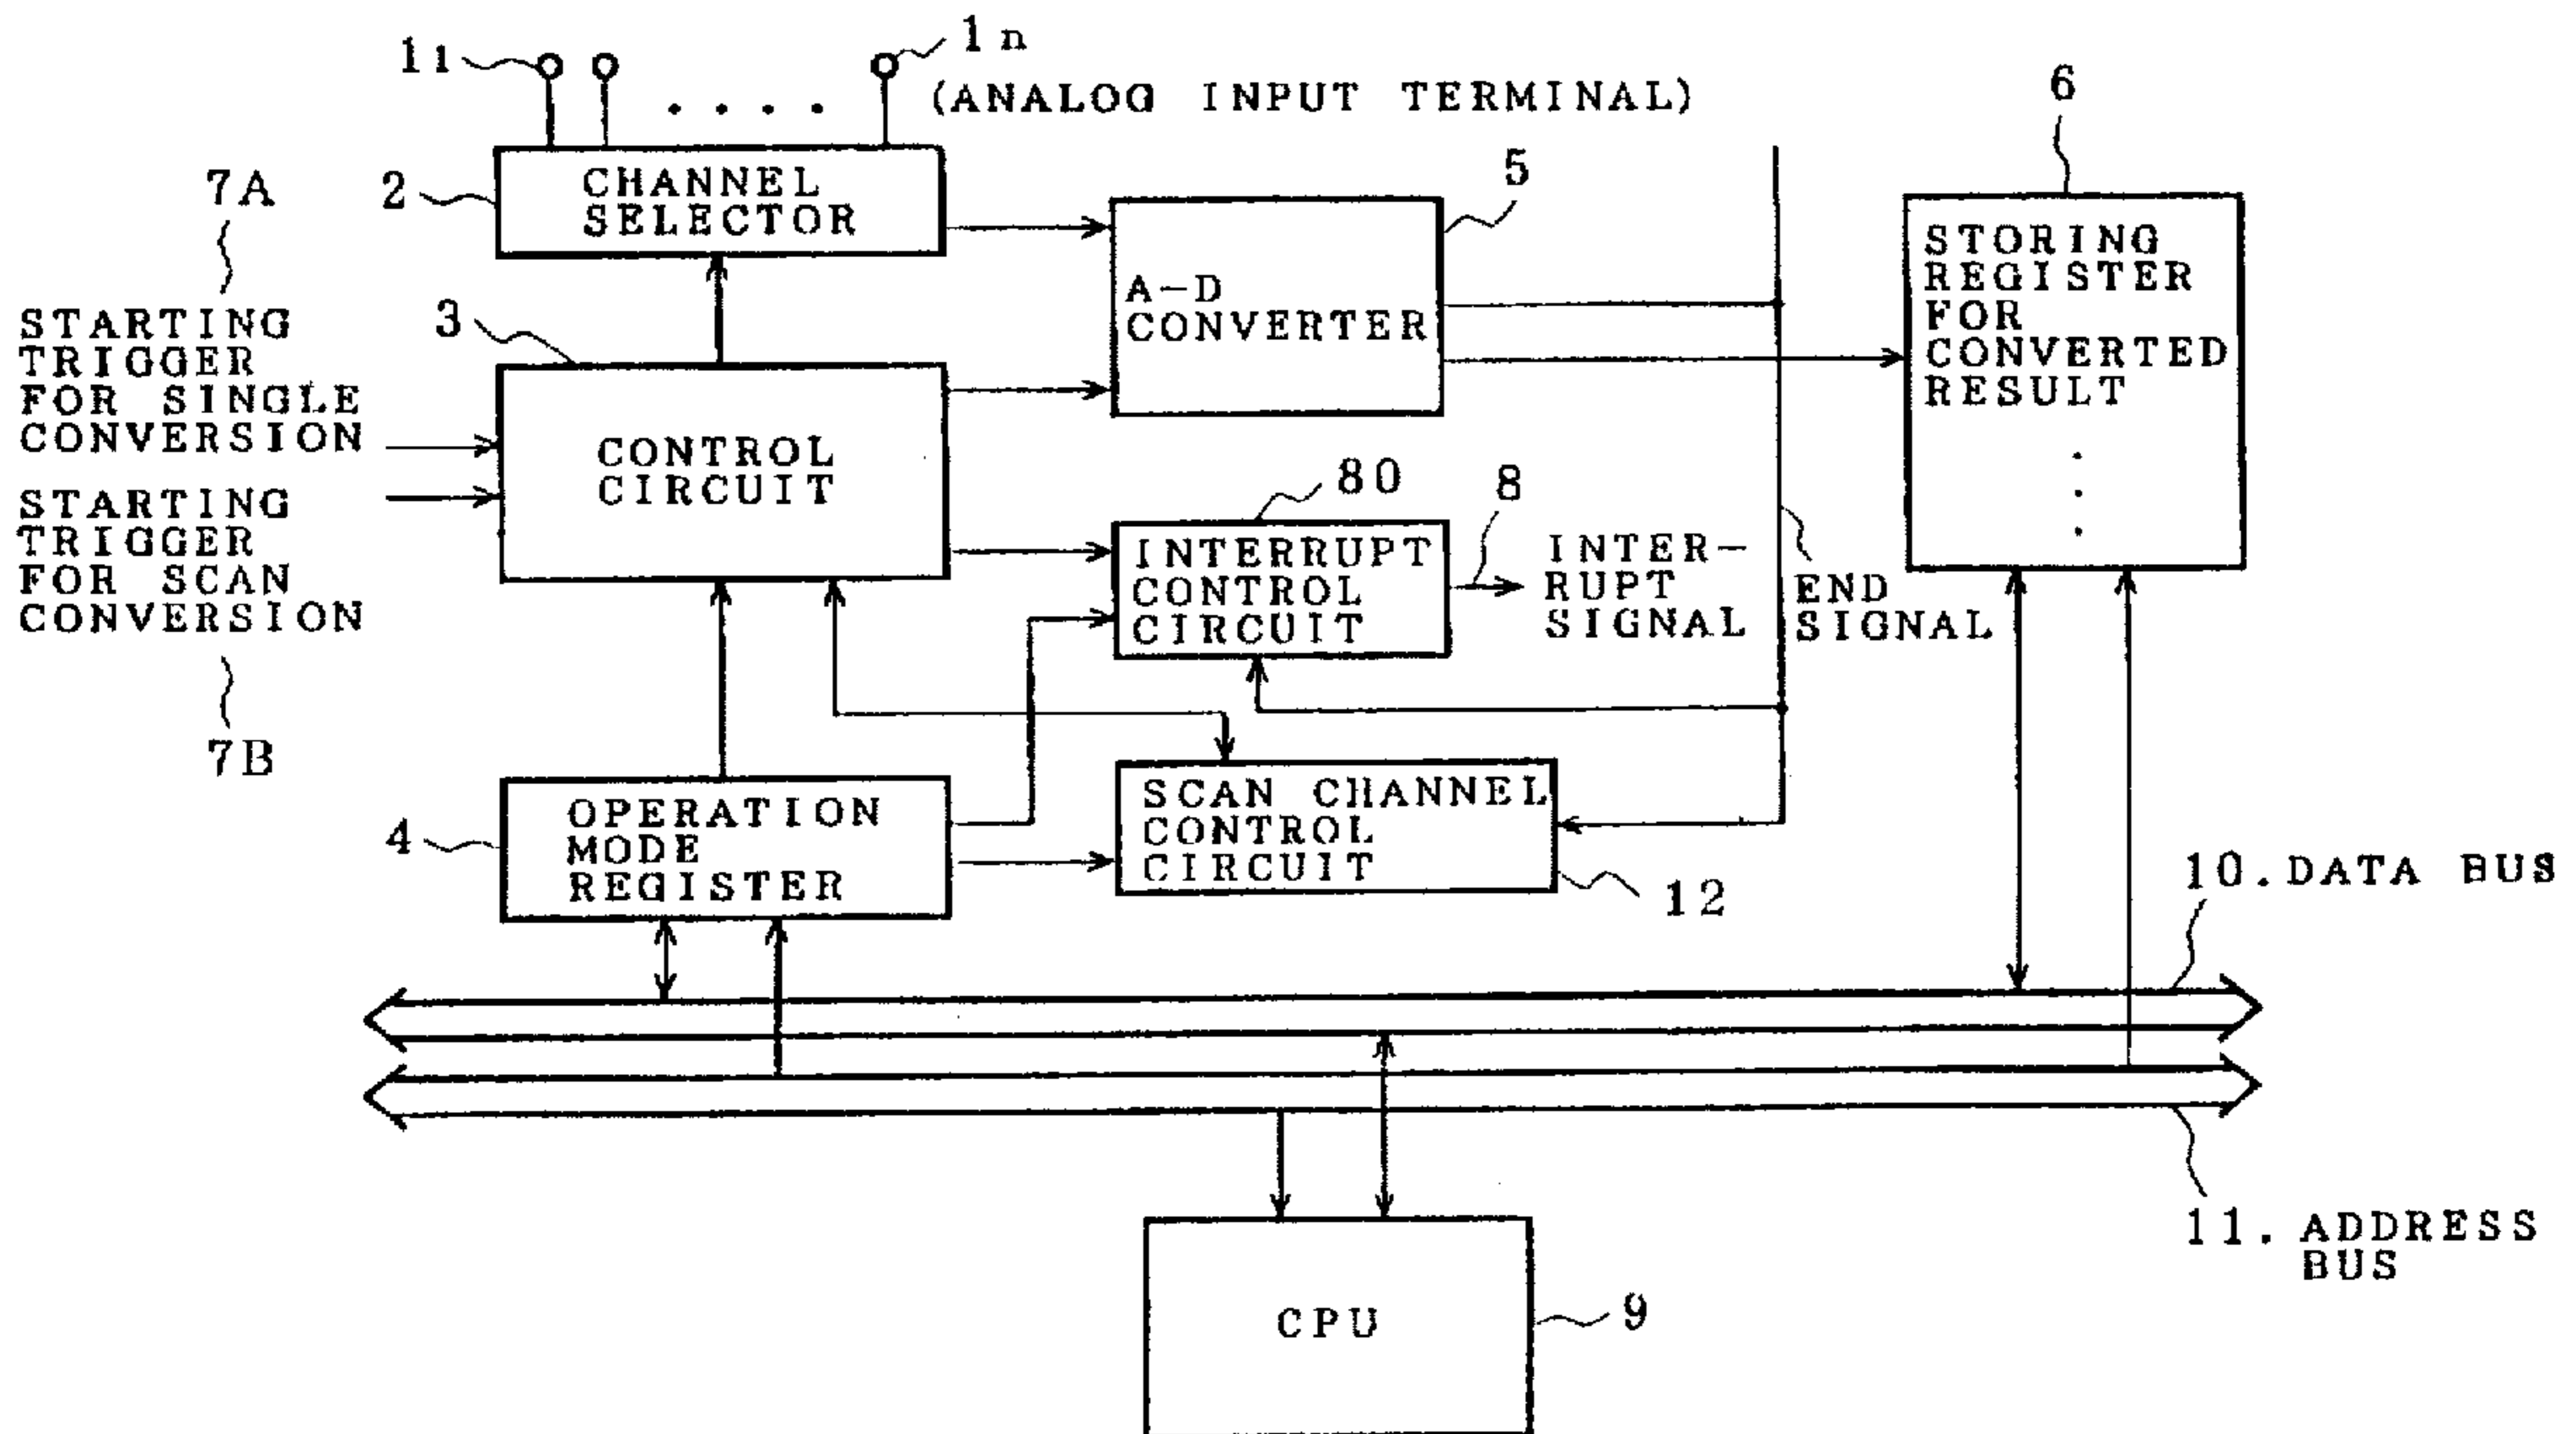 11
1n
(ANALOG INPUT TERMINAL)
2
CHANNEL
SELECTOR
7A
STARTING
TRIGGER
FOR SINGLE
CONVERSION
STARTING
TRIGGER
FOR SCAN
CONVERSION
7B
3
CONTROL
CIRCUIT
5
A-D
CONVERTER
6
STORING
REGISTER
FOR
CONVERTED
RESULT
80
INTERRUPT
CONTROL
CIRCUIT
8
INTER-
RUPT
SIGNAL
END
SIGNAL
4
OPERATION
MODE
REGISTER
SCAN CHANNEL
CONTROL
CIRCUIT
12
10. DATA BUS
11. ADDRESS
BUS
CPU
9